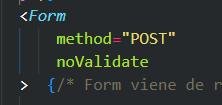 <Form
method="POST"
noValidate
> {/* Form viene de r